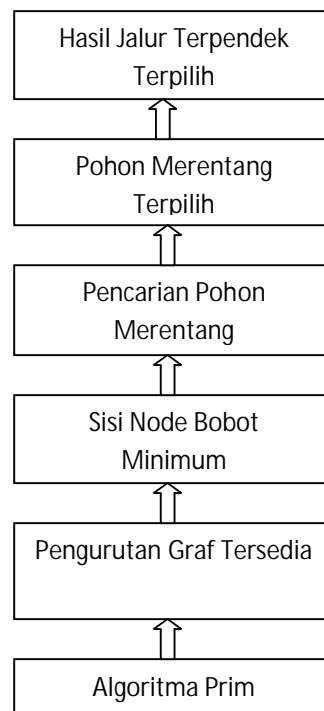 Hasil Jalur Terpendek
Terpilih
Pohon Merentang
Terpilih
Pencarian Pohon
Merentang
Sisi Node Bobot
Minimum
Pengurutan Graf Tersedia
Algoritma Prim